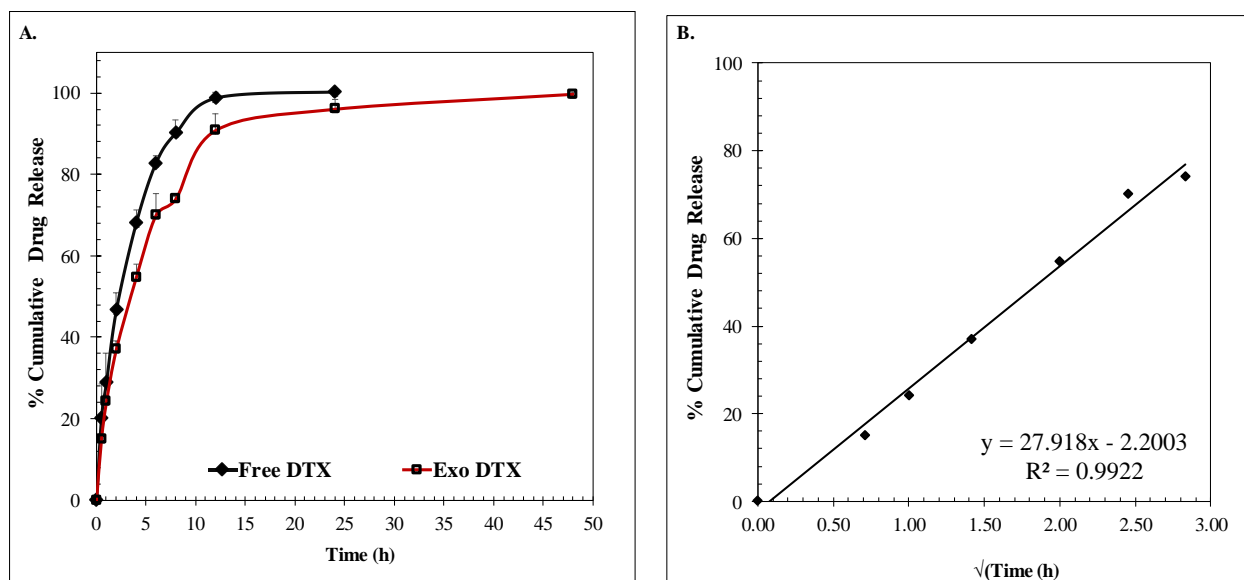 A.
% Cumulative Drug Release
100
80
60
40
20
0
0 5 10 15 20 25 30 35 40 45 50
Time (h)
Free DTX
Exo DTX
B.
% Cumulative Drug Release
100
80
60
40
20
0
0.00 0.50 1.00 1.50 2.00 2.50 3.00
√(Time (h)
y = 27.918x - 2.2003
R² = 0.9922